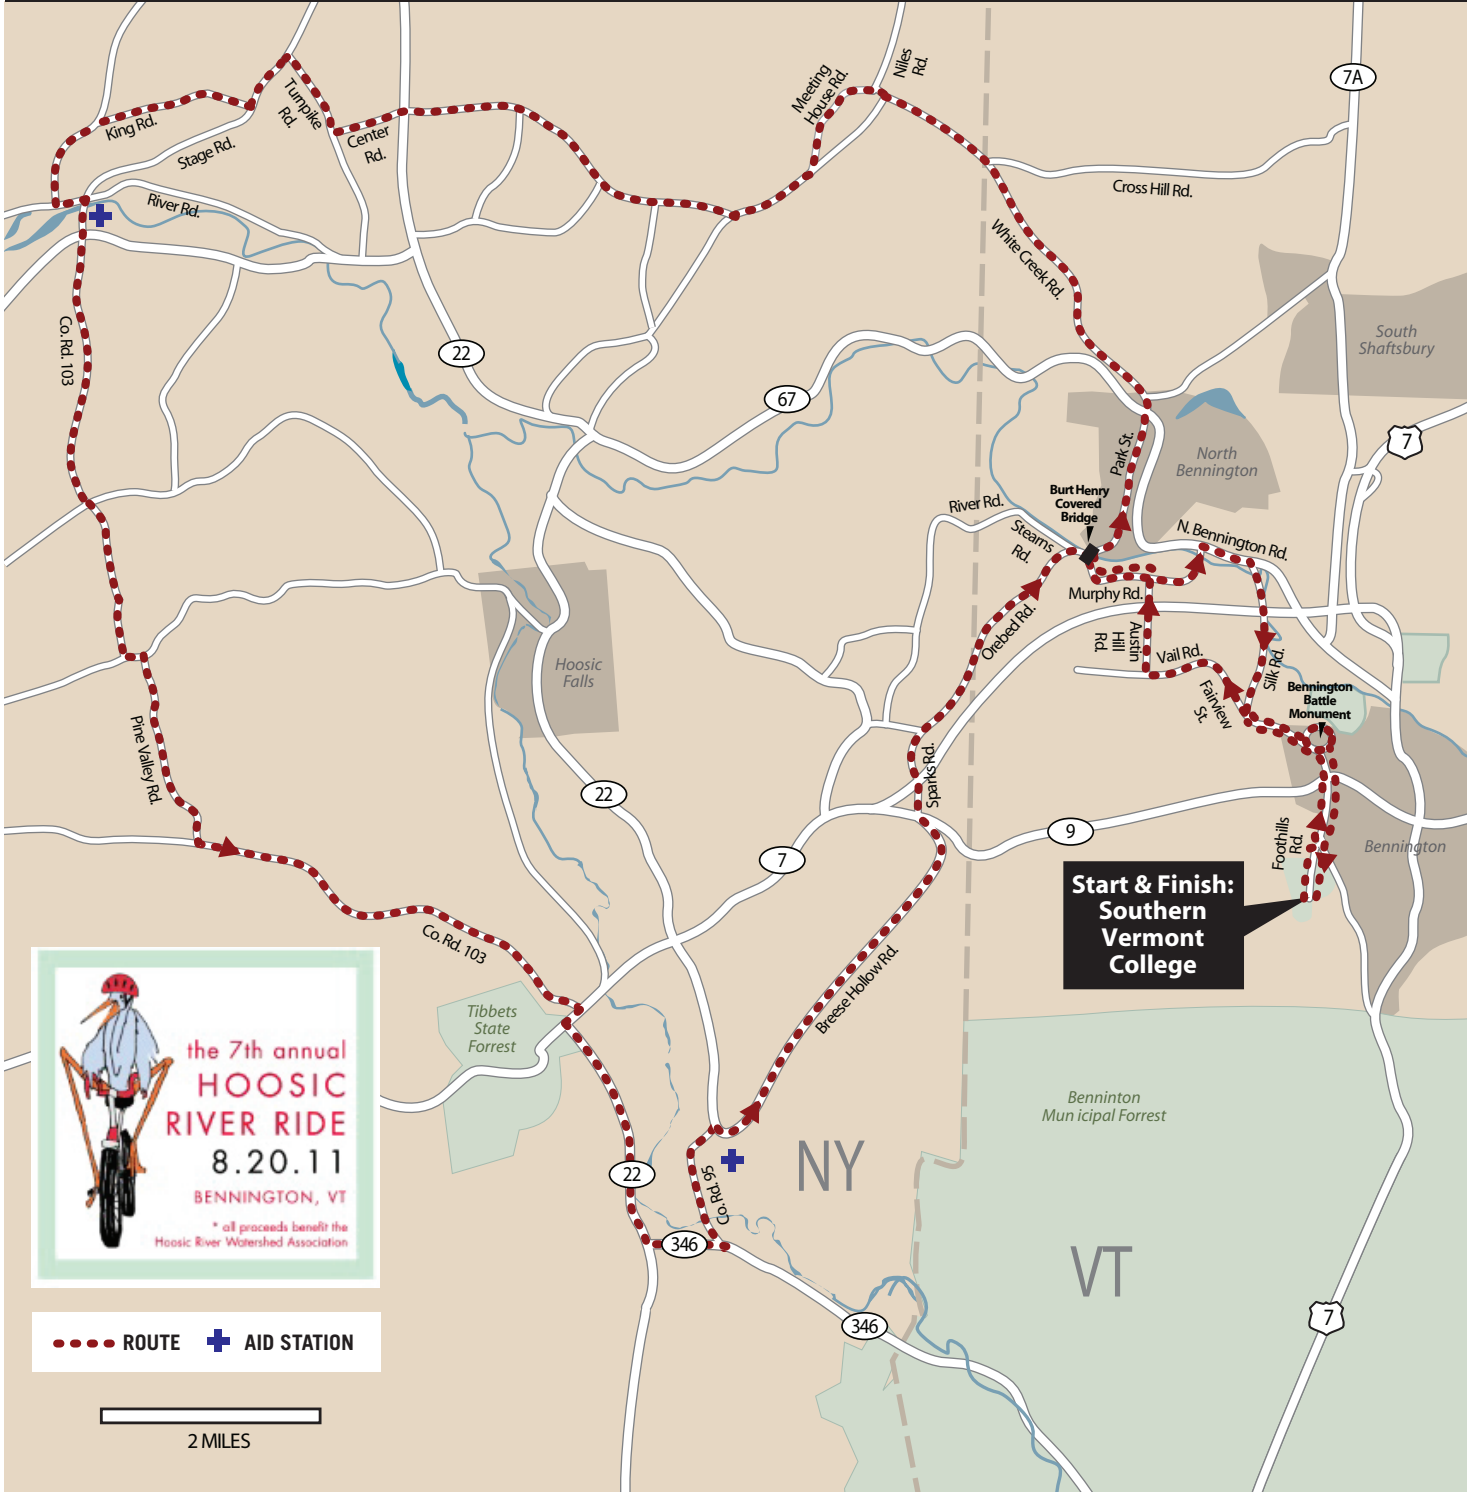 Niles
Rd.
Meeting
House Rd.
7A
Turnpike
Rd.
King Rd.
Center
Rd.
Stage Rd.
Cross Hill Rd.
River Rd.
White Creek Rd.
Co. Rd. 103
22
South
Shaftsbury
67
7
Park St.
North
Bennington
Burt Henry
Covered
Bridge
River Rd.
Stearns
Rd.
N. Bennington Rd.
Murphy Rd.
Orebed Rd.
Austin
Hill
Rd.
Vail Rd.
Silk Rd.
Hoosic
Falls
Fairview
St.
Bennington
Battle
Monument
Pine Valley Rd.
Sparks Rd.
22
9
7
Foothills
Rd.
Bennington
Start & Finish:
Southern
Vermont
College
Co. Rd. 103
Breese Hollow Rd.
Tibbets
State
Forrest
the 7th annual
HOOSIC
RIVER RIDE
8.20.11
BENNINGTON, VT
* all proceeds benefit the
Hoosic River Watershed Association
Benninton
Municipal Forrest
NY
22
Co. Rd. 95
346
VT
346
7
ROUTE
AID STATION
2 MILES